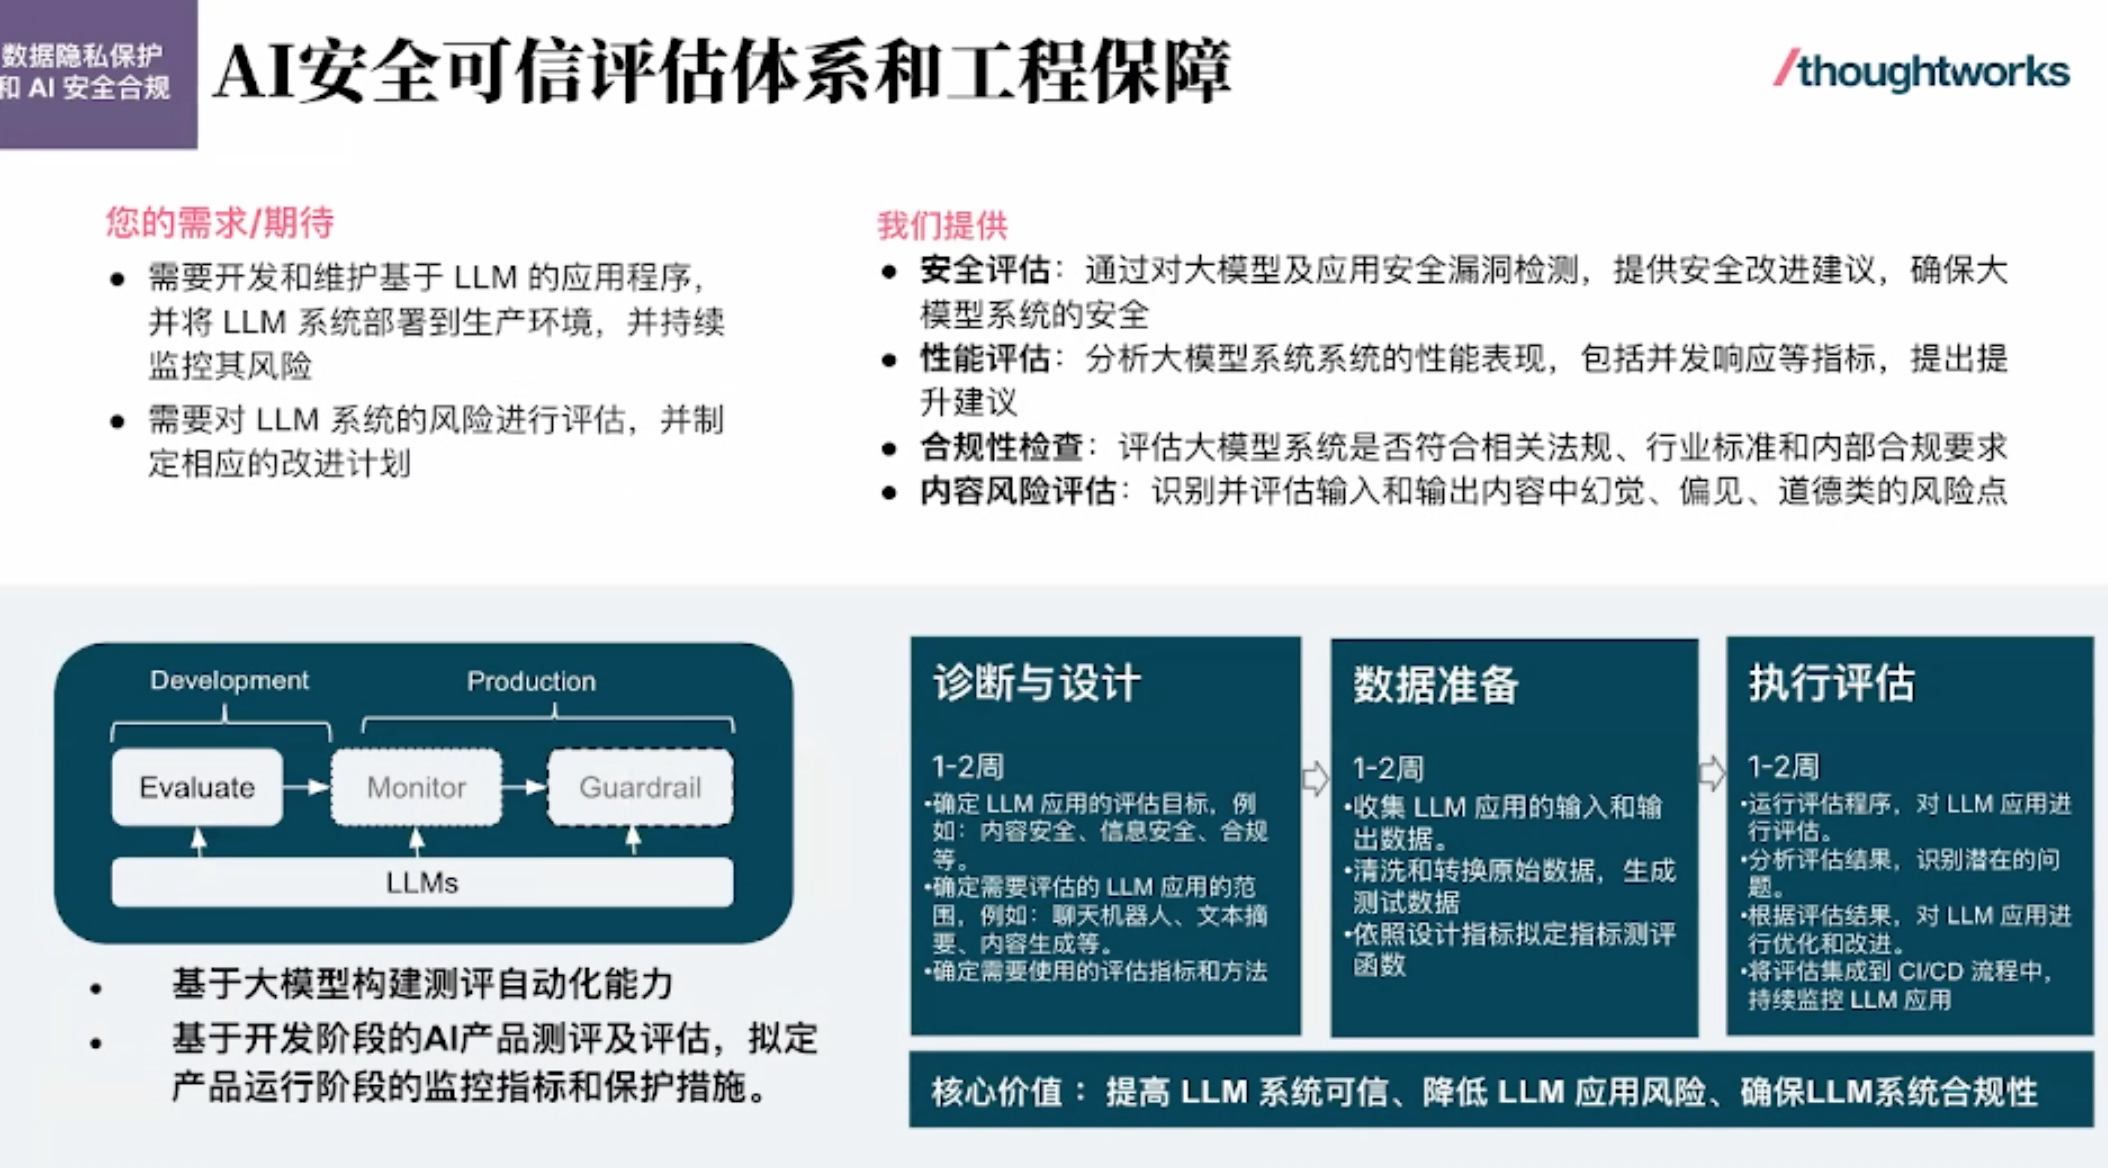 数据隐私保护
和 AI 安全合规
AI安全可信评估体系和工程保障
/thoughtworks
您的需求/期待
● 需要开发和维护基于 LLM 的应用程序，
并将 LLM 系统部署到生产环境，并持续
监控其风险
● 需要对 LLM 系统的风险进行评估，并制
定相应的改进计划
我们提供
● 安全评估：通过对大模型及应用安全漏洞检测，提供安全改进建议，确保大
模型系统的安全
● 性能评估：分析大模型系统系统的性能表现，包括并发响应等指标，提出提
升建议
● 合规性检查：评估大模型系统是否符合相关法规、行业标准和内部合规要求
● 内容风险评估：识别并评估输入和输出内容中幻觉、偏见、道德类的风险点
Development
Production
Evaluate
Monitor
Guardrail
LLMs
• 基于大模型构建测评自动化能力
• 基于开发阶段的AI产品测评及评估，拟定
产品运行阶段的监控指标和保护措施。
诊断与设计
1-2周
•确定 LLM 应用的评估目标，例
如：内容安全、信息安全、合规
等。
•确定需要评估的 LLM 应用的范
围，例如：聊天机器人、文本摘
要、内容生成等。
•确定需要使用的评估指标和方法
数据准备
1-2周
•收集 LLM 应用的输入和输
出数据。
•清洗和转换原始数据，生成
测试数据
•依照设计指标拟定指标测评
函数
执行评估
1-2周
•运行评估程序，对 LLM 应用进
行评估。
•分析评估结果，识别潜在的问
题。
•根据评估结果，对 LLM 应用进
行优化和改进。
•将评估集成到 CI/CD 流程中，
持续监控 LLM 应用
核心价值 ：提高 LLM 系统可信、降低 LLM 应用风险、确保LLM系统合规性